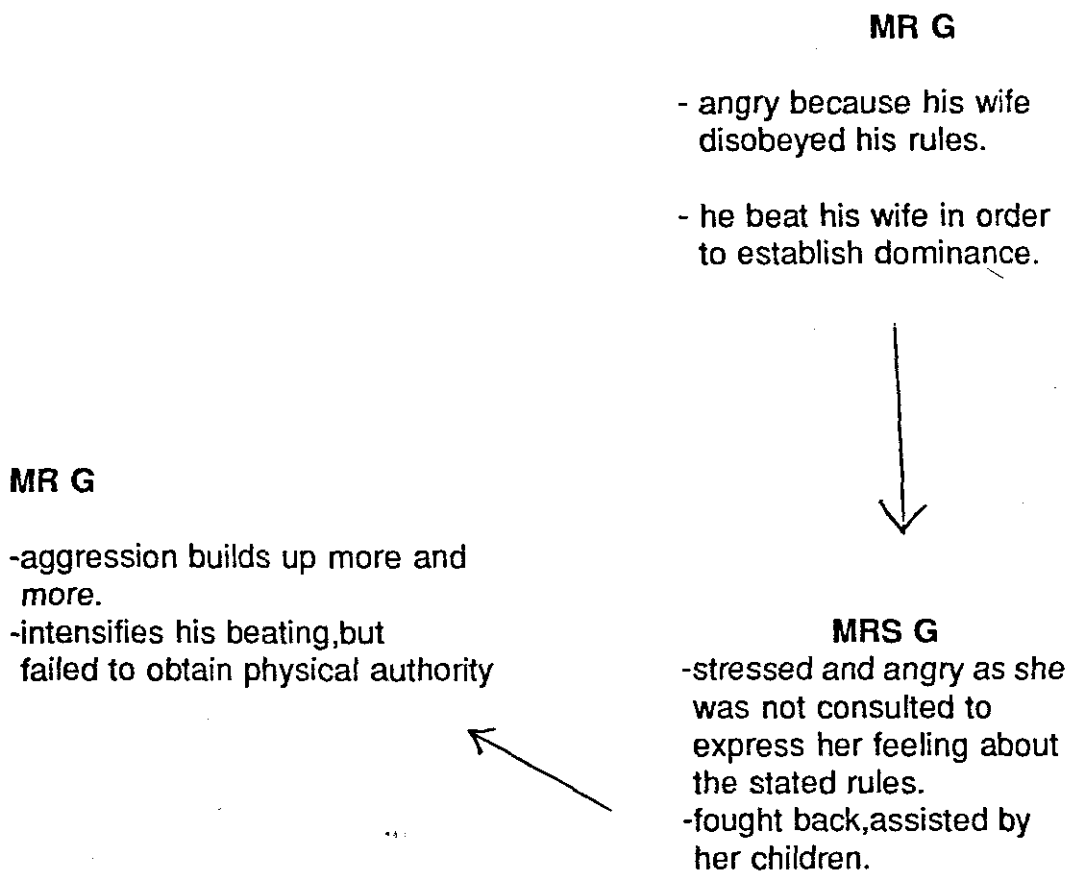 MR G
- angry because his wife
disobeyed his rules.
- he beat his wife in order
to establish dominance.
MRS G
-stressed and angry as she
was not consulted to
express her feeling about
the stated rules.
-fought back,assisted by
her children.
MR G
-aggression builds up more and
more.
-intensifies his beating,but
failed to obtain physical authority